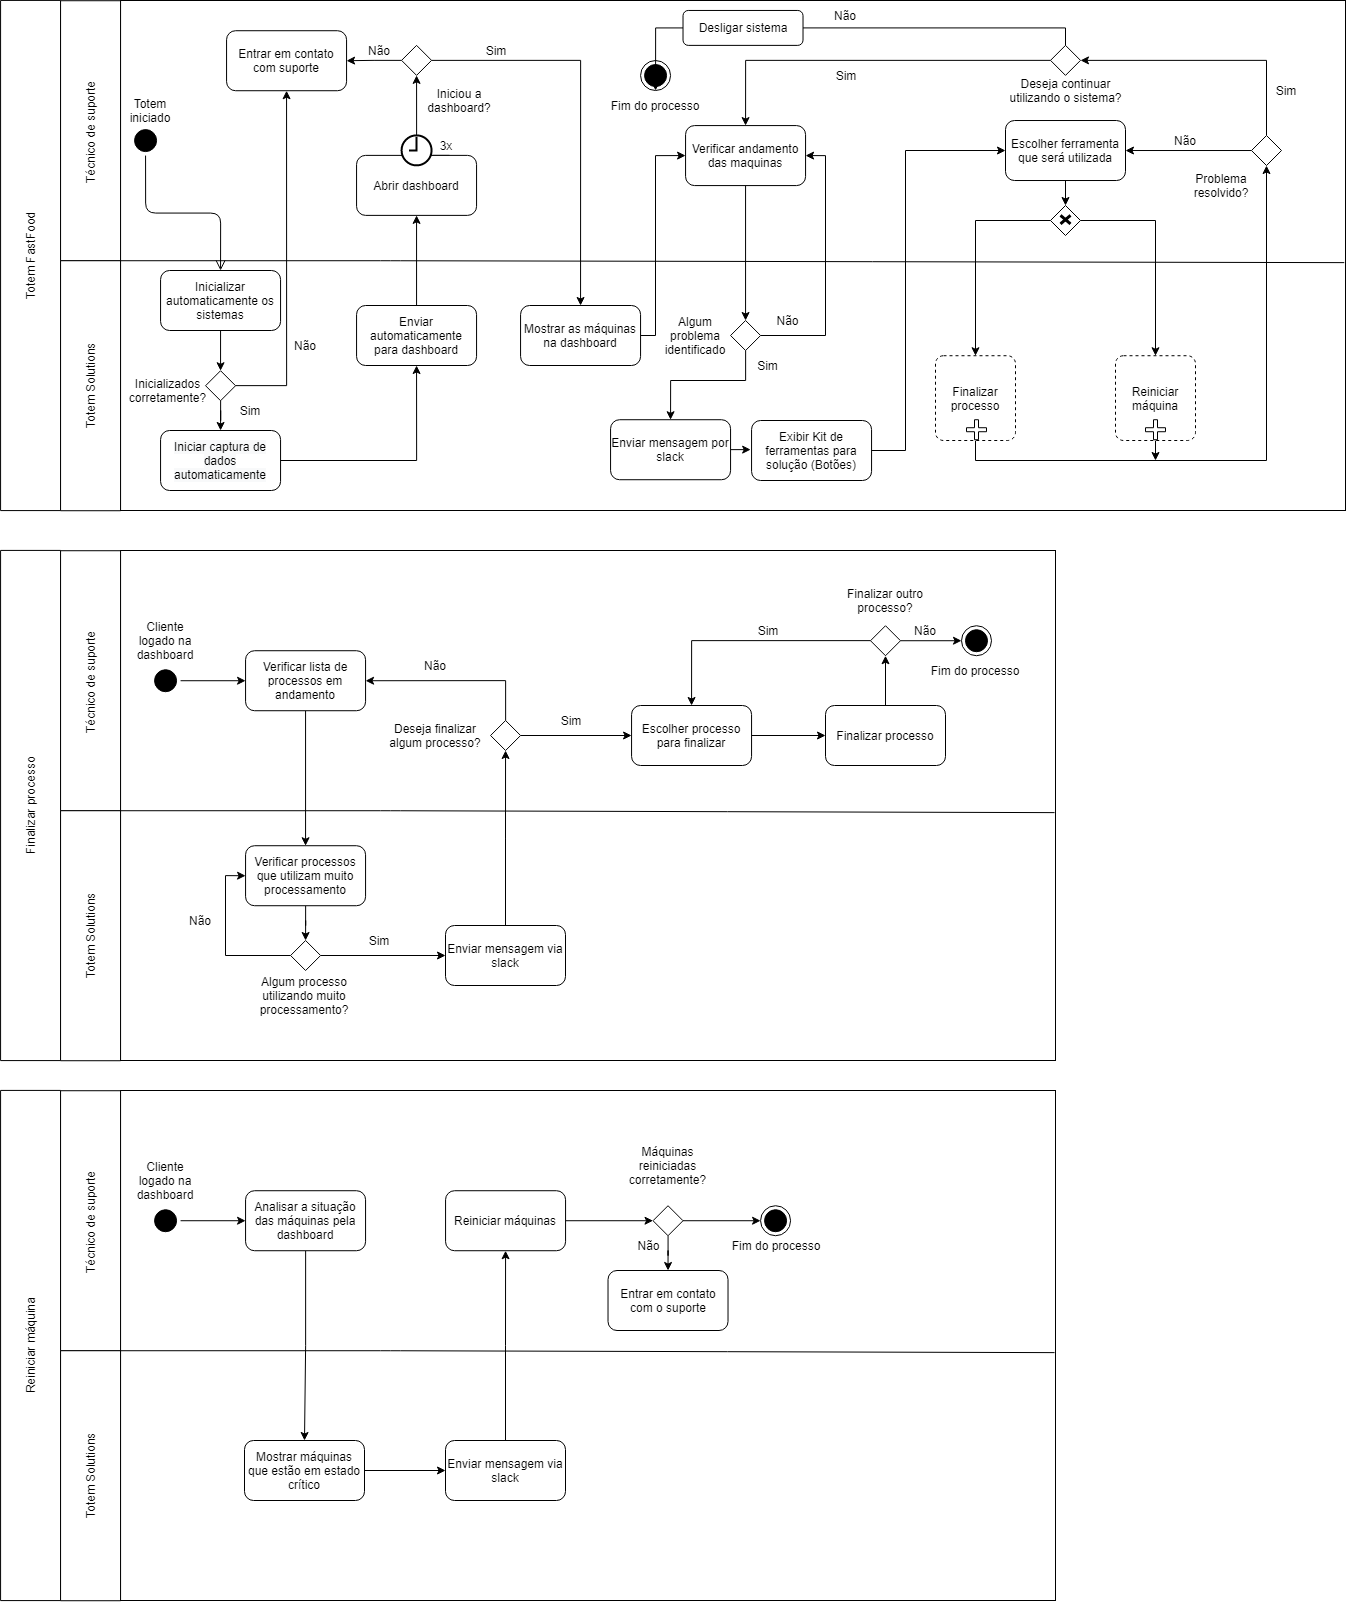 Totem FastFood
Técnico de suporte
Totem Solutions
Totem
iniciado
Entrar em contato
com suporte
Não
Sim
Iniciou a
dashboard?
3x
Abrir dashboard
Desligar sistema
Não
Fim do processo
Sim
Deseja continuar
utilizando o sistema?
Sim
Verificar andamento
das maquinas
Escolher ferramenta
que será utilizada
Não
Problema
resolvido?
Inicializar
automaticamente os
sistemas
Não
Inicializados
corretamente?
Sim
Iniciar captura de
dados
automaticamente
Enviar
automaticamente
para dashboard
Mostrar as máquinas
na dashboard
Algum
problema
identificado
Não
Sim
Enviar mensagem por
slack
Exibir Kit de
ferramentas para
solução (Botões)
Finalizar
processo
Reiniciar
máquina
Finalizar processo
Técnico de suporte
Totem Solutions
Cliente
logado na
dashboard
Verificar lista de
processos em
andamento
Não
Deseja finalizar
algum processo?
Sim
Escolher processo
para finalizar
Finalizar processo
Sim
Finalizar outro
processo?
Não
Fim do processo
Verificar processos
que utilizam muito
processamento
Não
Sim
Algum processo
utilizando muito
processamento?
Enviar mensagem via
slack
Reiniciar máquina
Técnico de suporte
Totem Solutions
Cliente
logado na
dashboard
Analisar a situação
das máquinas pela
dashboard
Reiniciar máquinas
Máquinas
reiniciadas
corretamente?
Não
Fim do processo
Entrar em contato
com o suporte
Mostrar máquinas
que estão em estado
crítico
Enviar mensagem via
slack